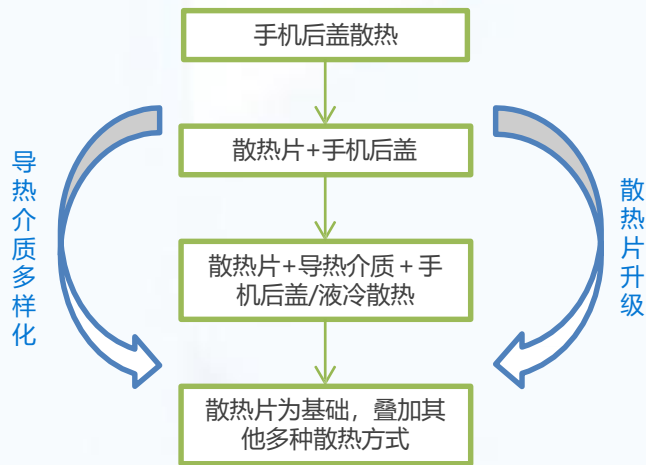 手机后盖散热
散热片+手机后盖
散热片+导热介质+手
机后盖/液冷散热
散热片为基础，叠加其
他多种散热方式
导热介质多样化
散热片升级